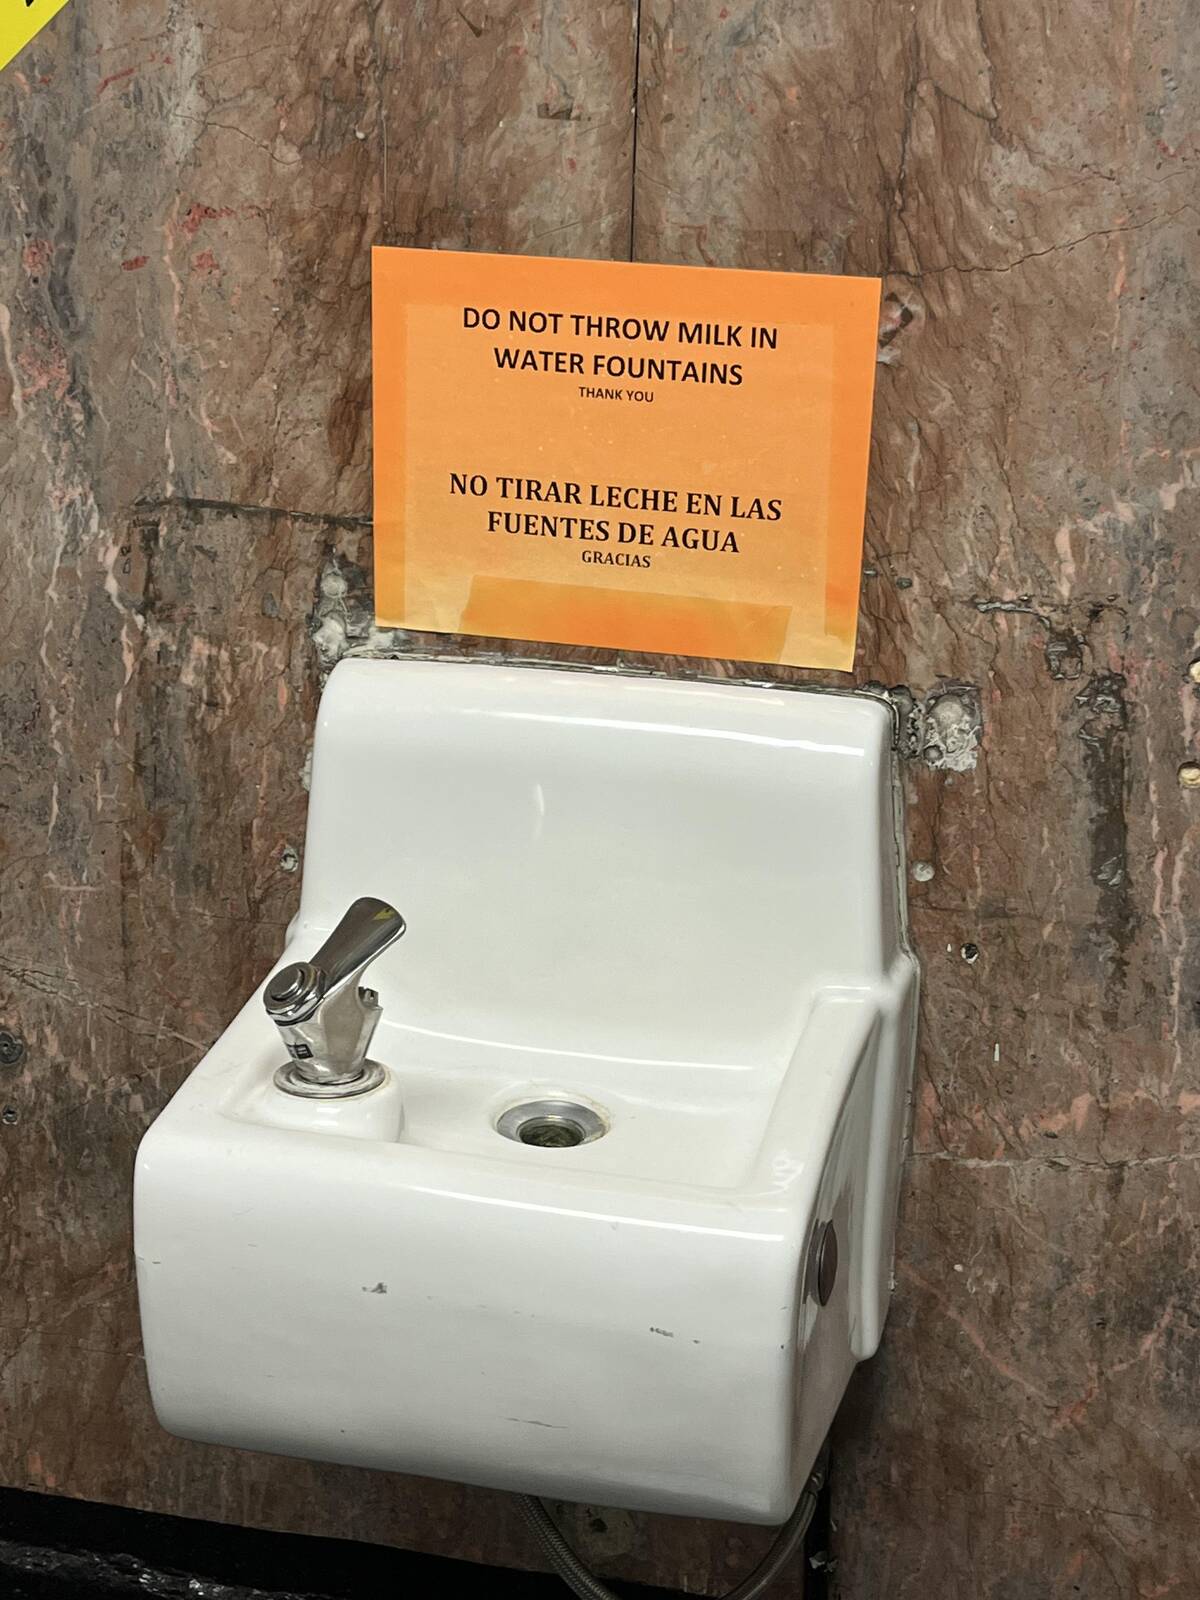 DO NOT THROW MILK IN
WATER FOUNTAINS
THANK YOU
NO TIRAR LECHE EN LAS
FUENTES DE AGUA
GRACIAS